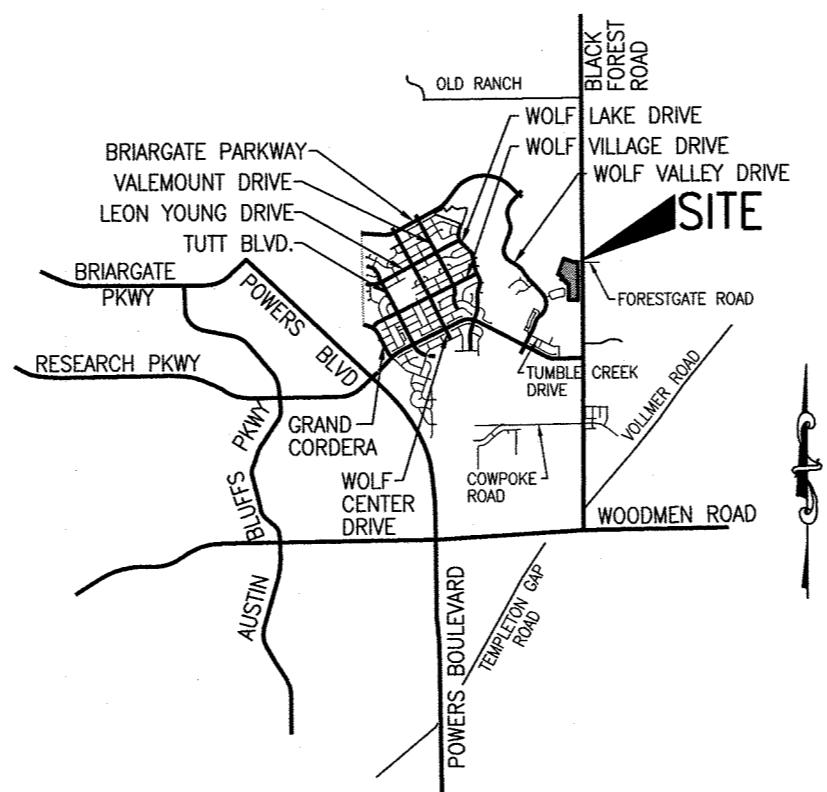 BLACK
FOREST
ROAD
OLD RANCH
WOLF LAKE DRIVE
WOLF VILLAGE DRIVE
WOLF VALLEY DRIVE
BRIARGATE PARKWAY
VALEMOUNT DRIVE
LEON YOUNG DRIVE
TUTT BLVD.
SITE
BRIARGATE
PKWY
POWERS BLVD
FORESTGATE ROAD
RESEARCH PKWY
TUMBLE CREEK
DRIVE
VOLLMER ROAD
GRAND
CORDERA
WOLF
CENTER
DRIVE
COWPOKE
ROAD
AUSTIN BLUFFS PKWY
WOODMEN ROAD
POWERS BOULEVARD
TEMPLETON GAP
ROAD